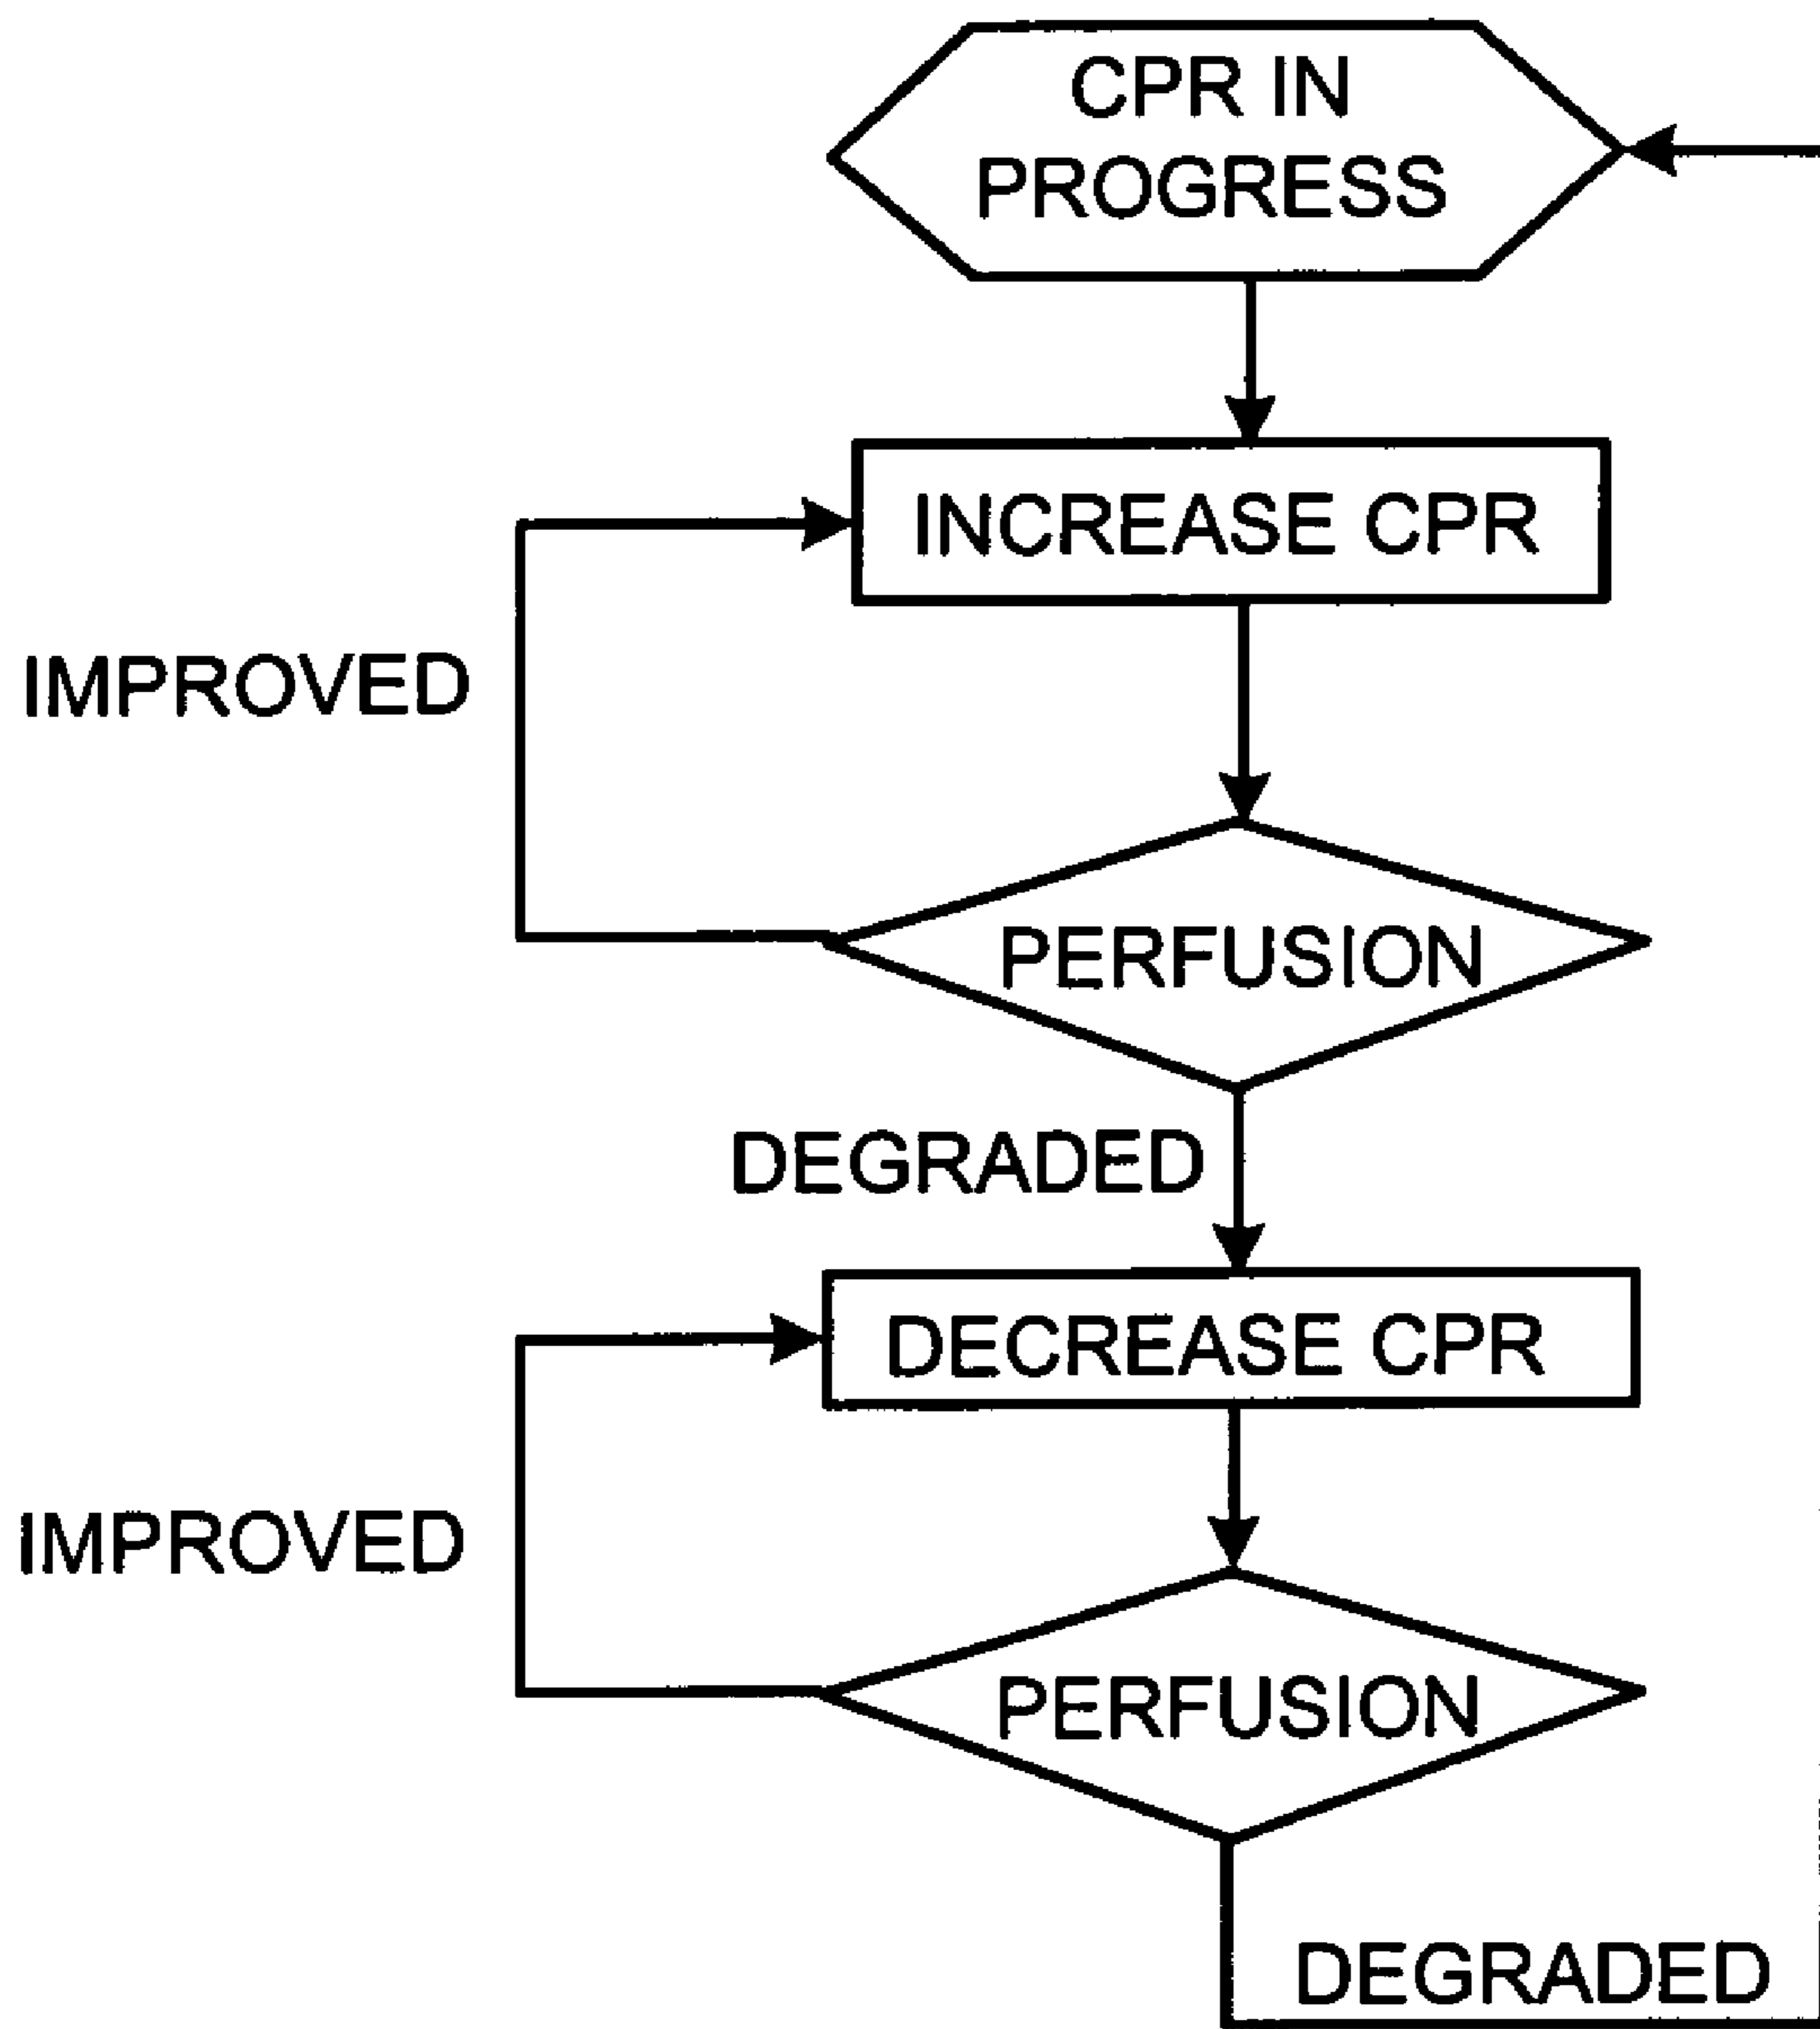 CPR IN
PROGRESS
INCREASE CPR
IMPROVED
PERFUSION
DEGRADED
DECREASE CPR
IMPROVED
PERFUSION
DEGRADED